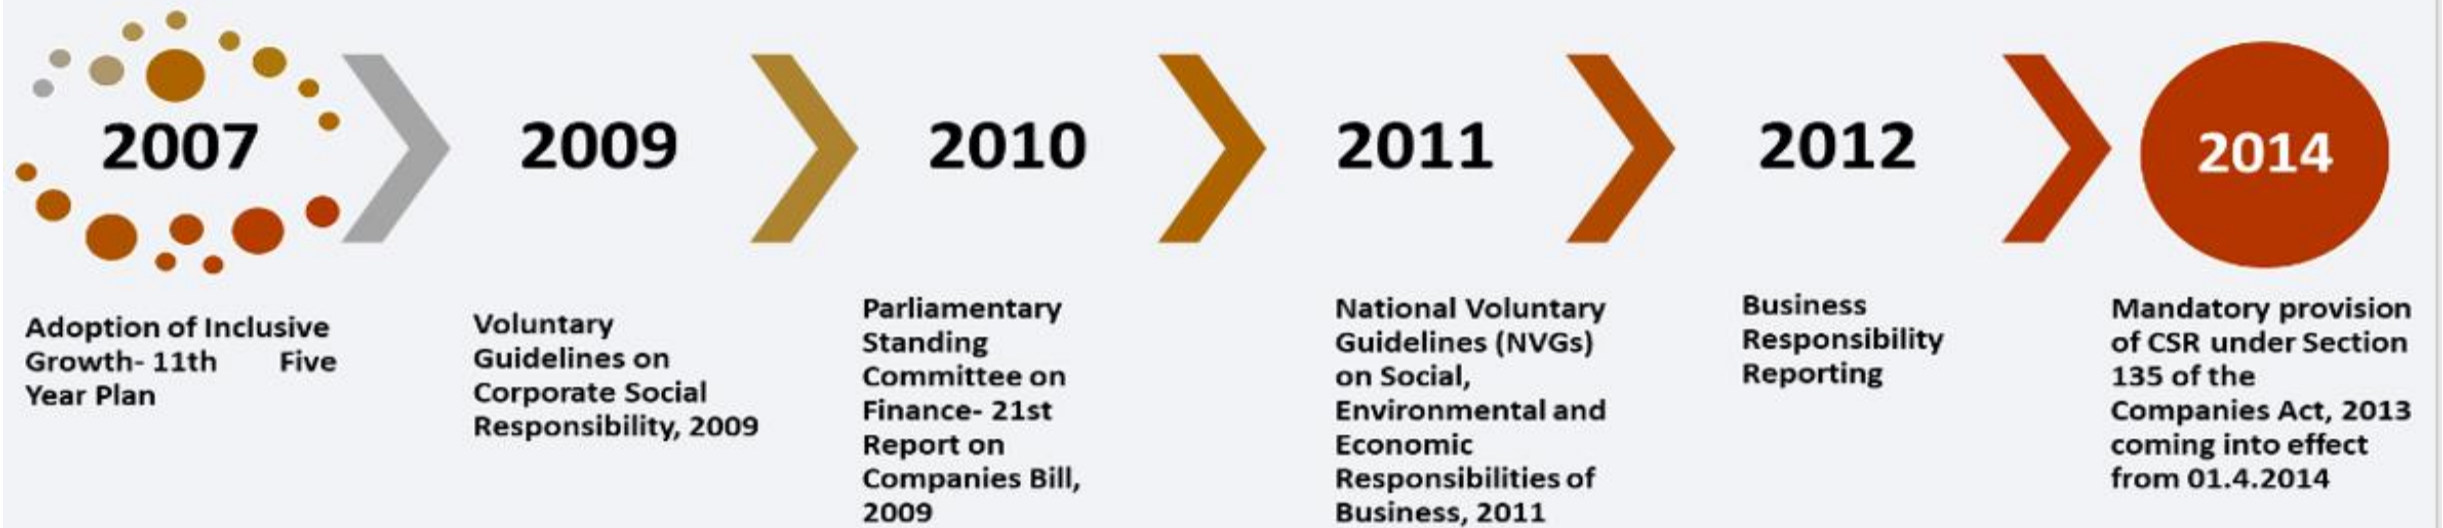 2007
2009
2010
2011
2012
2014
Adoption of Inclusive
Growth- 11th Five
Year Plan
Voluntary
Guidelines on
Corporate Social
Responsibility, 2009
Parliamentary
Standing
Committee on
Finance- 21st
Report on
Companies Bill,
2009
National Voluntary
Guidelines (NVGs)
on Social,
Environmental and
Economic
Responsibilities of
Business, 2011
Business
Responsibility
Reporting
Mandatory provision
of CSR under Section
135 of the
Companies Act, 2013
coming into effect
from 01.4.2014